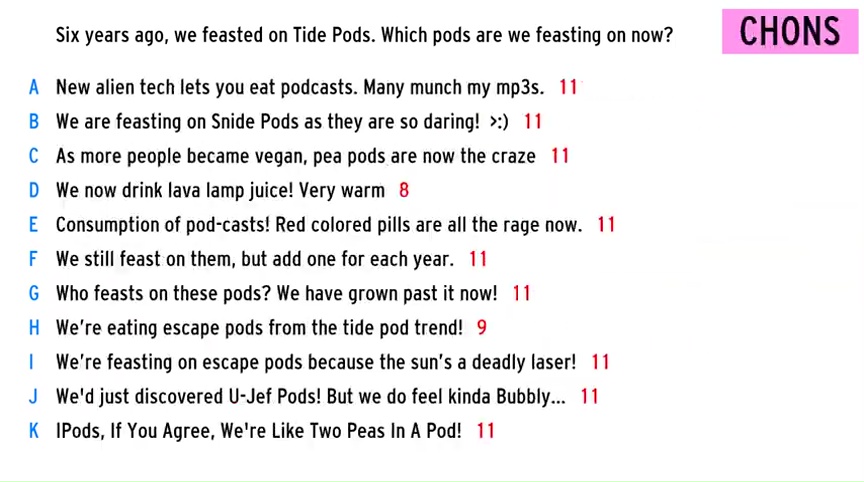 Six years ago, we feasted on Tide Pods. Which pods are we feasting on now?
CHONS
A New alien tech lets you eat podcasts. Many munch my mp3s. 11
B We are feasting on Snide Pods as they are so daring! >:) 11
C As more people became vegan, pea pods are now the craze 11
D We now drink lava lamp juice! Very warm 8
E Consumption of pod-casts! Red colored pills are all the rage now. 11
F We still feast on them, but add one for each year. 11
G Who feasts on these pods? We have grown past it now! 11
H We're eating escape pods from the tide pod trend! 9
I We're feasting on escape pods because the sun's a deadly laser! 11
J We'd just discovered U-Jef Pods! But we do feel kinda Bubbly... 11
K IPods, If You Agree, We're Like Two Peas In A Pod! 11